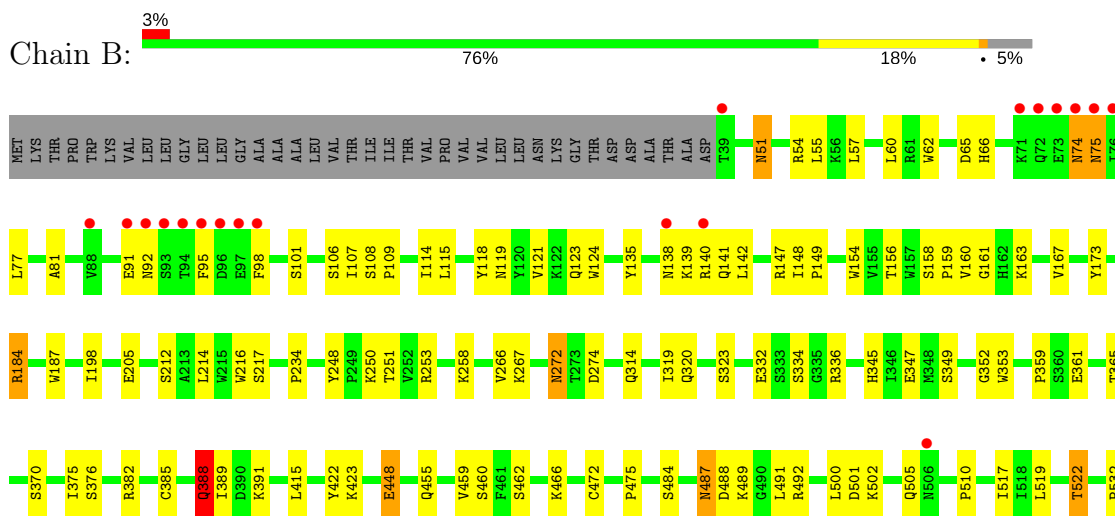 3%
Chain B:
76% 18% • 5%
MET LYS THR PRO TRP LYS VAL LEU LEU GLY LEU LEU GLY ALA ALA ALA LEU VAL THR ILE ILE THR VAL PRO VAL VAL LEU LEU ASN LYS GLY THR ASP ASP ALA THR ALA ASP T39 N51 R54 L55 K56 L57 L60 R61 W62 D65 H66 K71 Q72 E73 N74 N75 I76
L77 A81 V88 E91 N92 S93 T94 F95 D96 E97 F98 S101 S106 I107 S108 P109 I114 L115 Y118 N119 Y120 V121 K122 Q123 W124 Y135 N138 K139 R140 Q141 L142 R147 I148 P149 W154 V155 T156 W157 S158 P159 V160 G161 H162 K163 V167 Y173
R184 W187 I198 E205 S212 A213 L214 W215 W216 S217 P234 Y248 P249 K250 T251 V252 R253 K258 V266 K267 N272 T273 D274 Q314 I319 Q320 S323 E332 S333 S334 G335 R336 H345 I346 E347 M348 S349 G352 W353 P359 S360 E361 T365
S370 I375 S376 R382 C385 Q388 I389 D390 K391 L415 Y422 K423 E448 Q455 V459 S460 F461 S462 K466 C472 P475 S484 N487 D488 K489 G490 L491 R492 L500 D501 K502 Q505 N506 P510 I517 I518 L519 T522